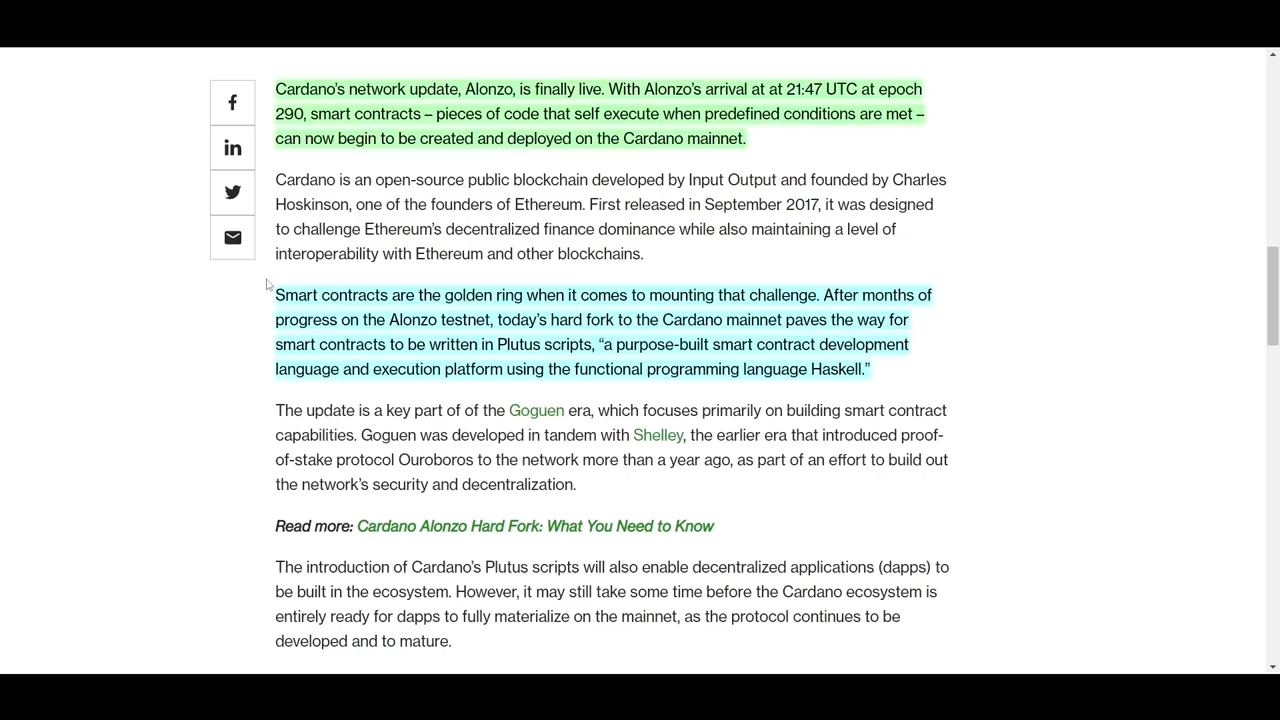 Cardano's network update, Alonzo, is finally live. With Alonzo's arrival at at 21:47 UTC at epoch
290, smart contracts – pieces of code that self execute when predefined conditions are met –
can now begin to be created and deployed on the Cardano mainnet.
Cardano is an open-source public blockchain developed by Input Output and founded by Charles
Hoskinson, one of the founders of Ethereum. First released in September 2017, it was designed
to challenge Ethereum's decentralized finance dominance while also maintaining a level of
interoperability with Ethereum and other blockchains.
Smart contracts are the golden ring when it comes to mounting that challenge. After months of
progress on the Alonzo testnet, today's hard fork to the Cardano mainnet paves the way for
smart contracts to be written in Plutus scripts, “a purpose-built smart contract development
language and execution platform using the functional programming language Haskell.”
The update is a key part of of the Goguen era, which focuses primarily on building smart contract
capabilities. Goguen was developed in tandem with Shelley, the earlier era that introduced proof-
of-stake protocol Ouroboros to the network more than a year ago, as part of an effort to build out
the network's security and decentralization.
Read more: Cardano Alonzo Hard Fork: What You Need to Know
The introduction of Cardano's Plutus scripts will also enable decentralized applications (dapps) to
be built in the ecosystem. However, it may still take some time before the Cardano ecosystem is
entirely ready for dapps to fully materialize on the mainnet, as the protocol continues to be
developed and to mature.